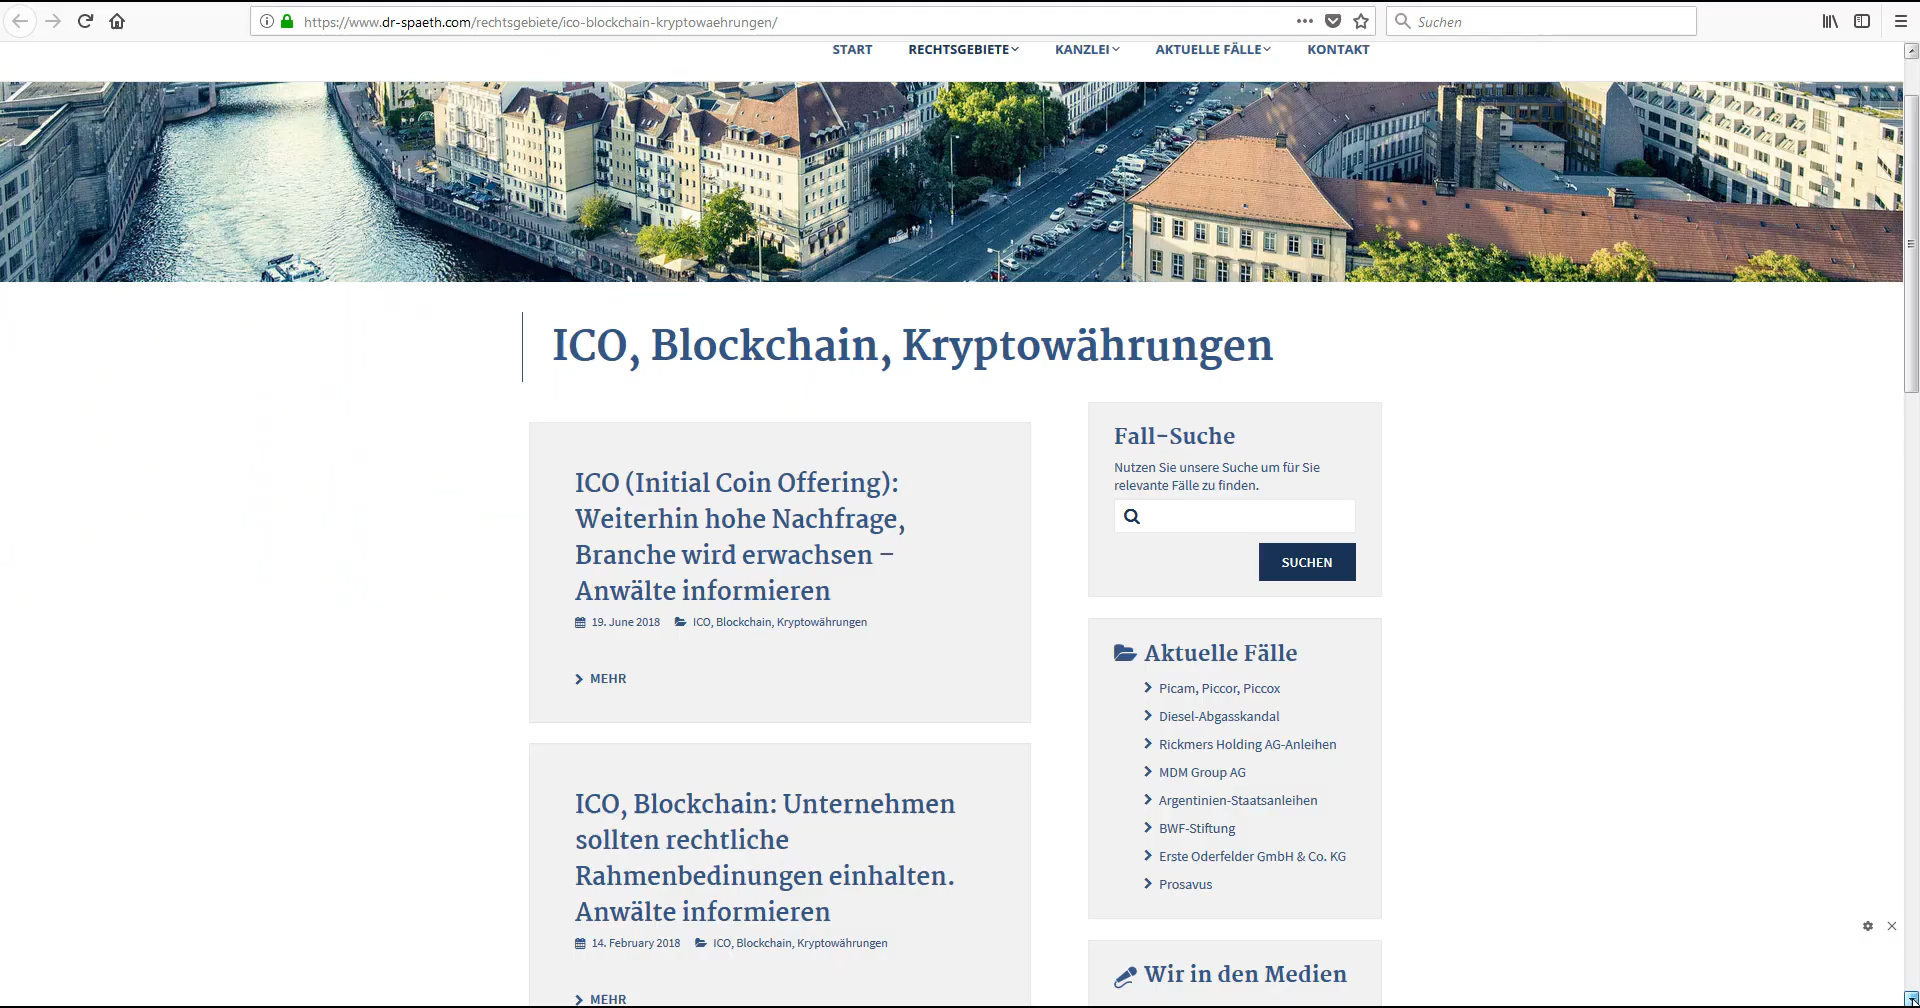 https://www.dr-spaeth.com/rechtsgebiete/ico-blockchain-kryptowaehrungen/
Suchen
START RECHTSGEBIETE KANZLEI AKTUELLE FÄLLE KONTAKT
ICO, Blockchain, Kryptowährungen
ICO (Initial Coin Offering):
Weiterhin hohe Nachfrage,
Branche wird erwachsen –
Anwälte informieren
19. June 2018 ICO, Blockchain, Kryptowährungen
MEHR
ICO, Blockchain: Unternehmen
sollten rechtliche
Rahmenbedinungen einhalten.
Anwälte informieren
14. February 2018 ICO, Blockchain, Kryptowährungen
MEHR
Fall-Suche
Nutzen Sie unsere Suche um für Sie
relevante Fälle zu finden.
SUCHEN
Aktuelle Fälle
Picam, Piccor, Piccox
Diesel-Abgasskandal
Rickmers Holding AG-Anleihen
MDM Group AG
Argentinien-Staatsanleihen
BWF-Stiftung
Erste Oderfelder GmbH & Co. KG
Prosavus
Wir in den Medien